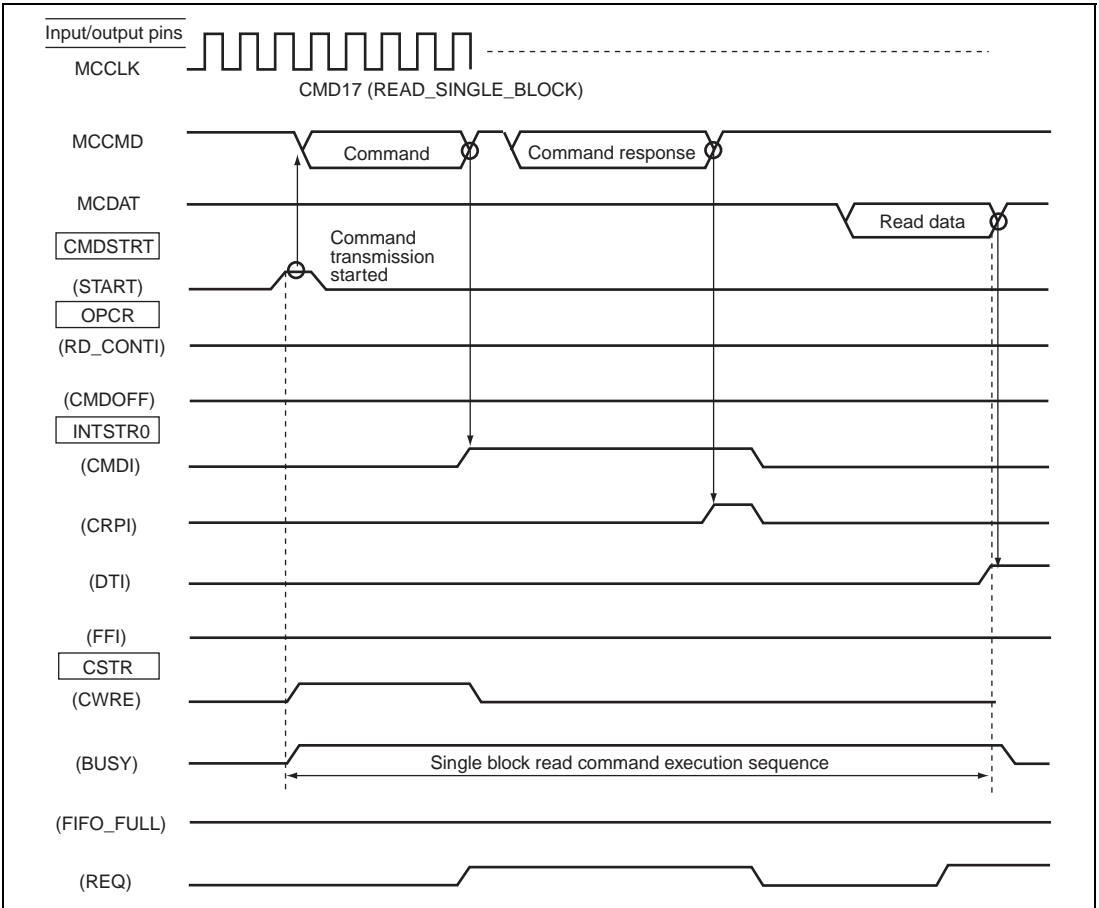 Input/output pins
MCCLK
CMD17 (READ_SINGLE_BLOCK)
MCCMD
Command
Command response
MCDAT
Read data
CMDSTRT
Command
transmission
started
(START)
OPCR
(RD_CONTI)
(CMDOFF)
INTSTR0
(CMDI)
(CRPI)
(DTI)
(FFI)
CSTR
(CWRE)
(BUSY)
Single block read command execution sequence
(FIFO_FULL)
(REQ)